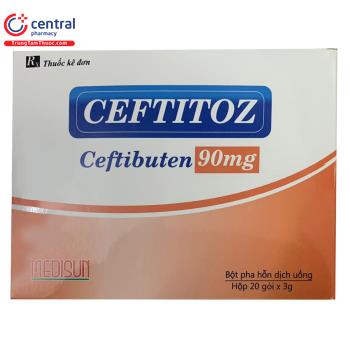 central
pharmacy
TrungTamThuoc.com
Rx Thuốc kê đơn
CEFTITOZ
Ceftibuten 90mg
MEDISUN
Bột pha hỗn dịch uống
Hộp 20 gói x 3g